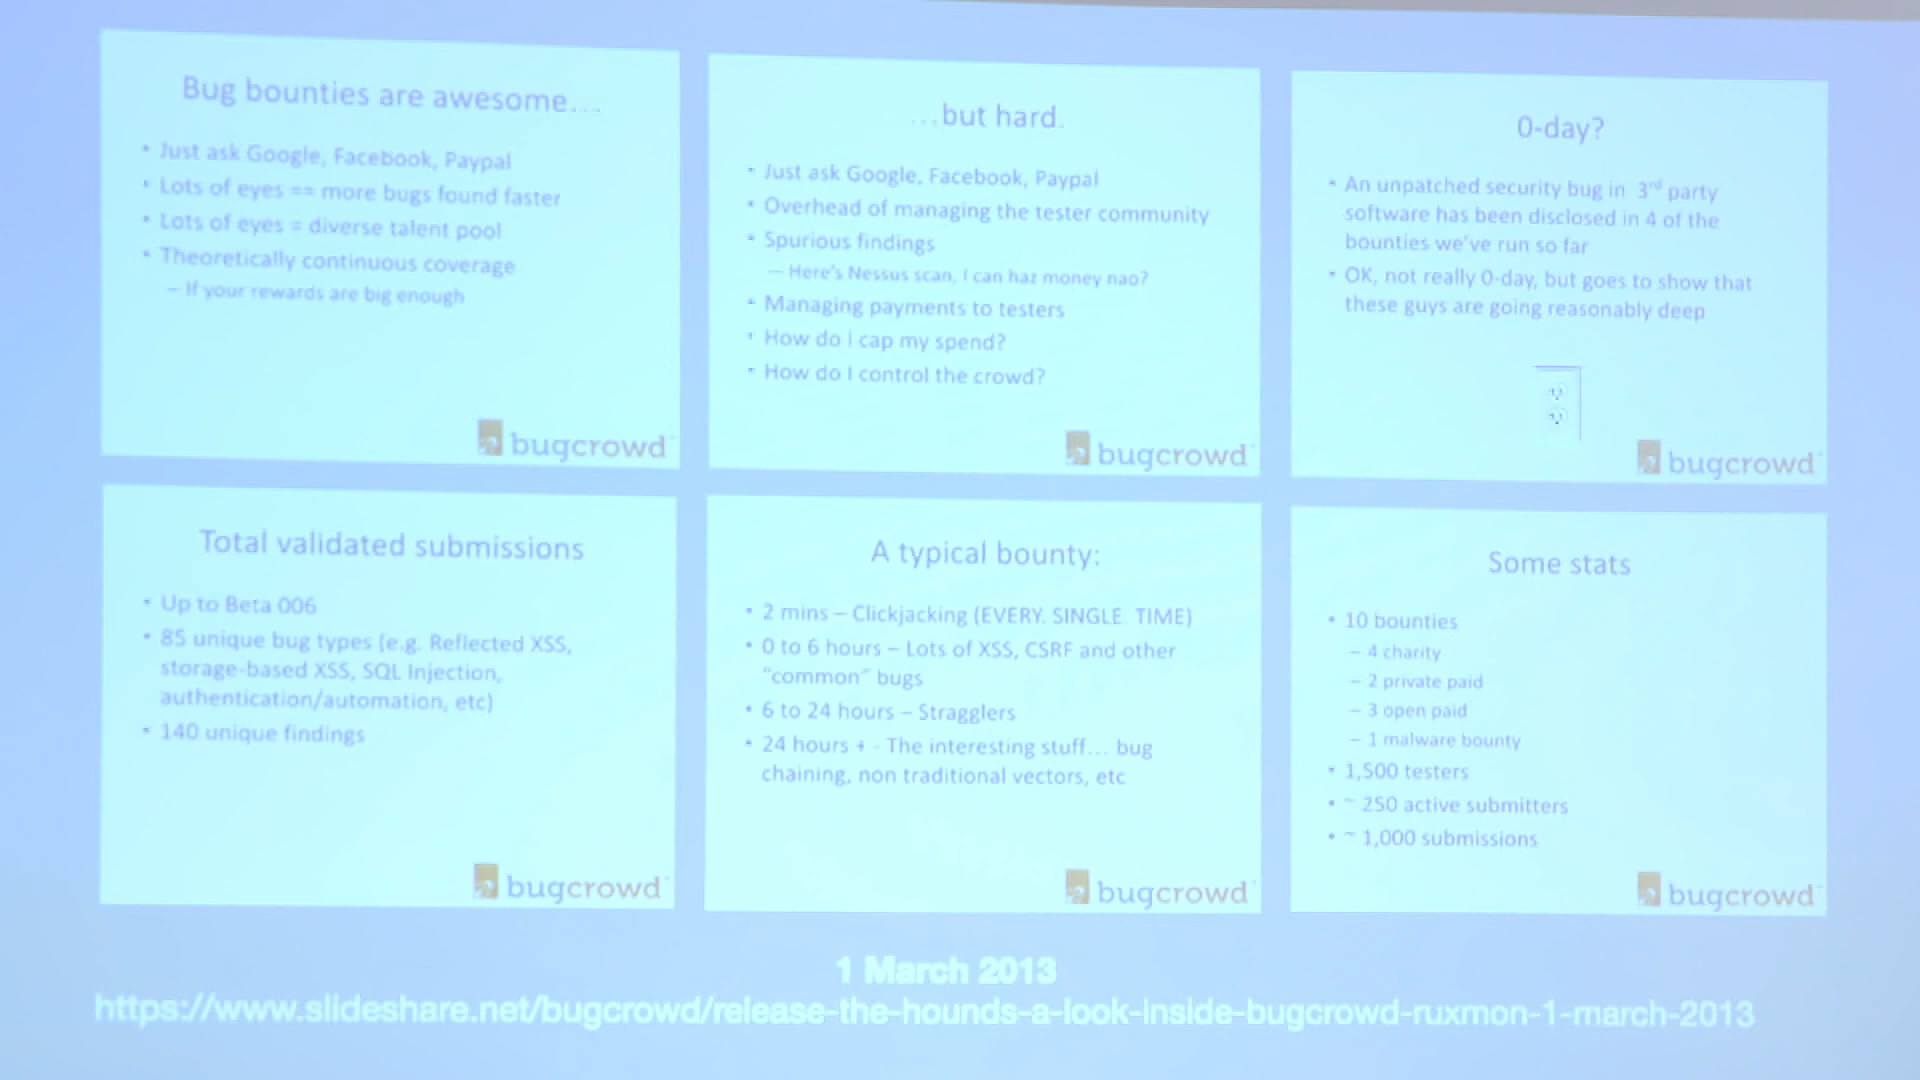 Bug bounties are awesome...
• Just ask Google, Facebook, Paypal
• Lots of eyes == more bugs found faster
• Lots of eyes = diverse talent pool
• Theoretically continuous coverage
– If your rewards are big enough
bugcrowd
...but hard.
• Just ask Google, Facebook, Paypal
• Overhead of managing the tester community
• Spurious findings
– Here's Nessus scan, I can haz money nao?
• Managing payments to testers
• How do I cap my spend?
• How do I control the crowd?
bugcrowd
0-day?
• An unpatched security bug in 3rd party
software has been disclosed in 4 of the
bounties we've run so far
• OK, not really 0-day, but goes to show that
these guys are going reasonably deep
bugcrowd
Total validated submissions
• Up to Beta 006
• 85 unique bug types (e.g. Reflected XSS,
storage-based XSS, SQL Injection,
authentication/automation, etc)
• 140 unique findings
bugcrowd
A typical bounty:
• 2 mins – Clickjacking (EVERY. SINGLE. TIME)
• 0 to 6 hours – Lots of XSS, CSRF and other
"common" bugs
• 6 to 24 hours – Stragglers
• 24 hours + - The interesting stuff... bug
chaining, non traditional vectors, etc
bugcrowd
Some stats
• 10 bounties
– 4 charity
– 2 private paid
– 3 open paid
– 1 malware bounty
• 1,500 testers
• ~ 250 active submitters
• ~ 1,000 submissions
bugcrowd
1 March 2013
https://www.slideshare.net/bugcrowd/release-the-hounds-a-look-inside-bugcrowd-ruxmon-1-march-2013